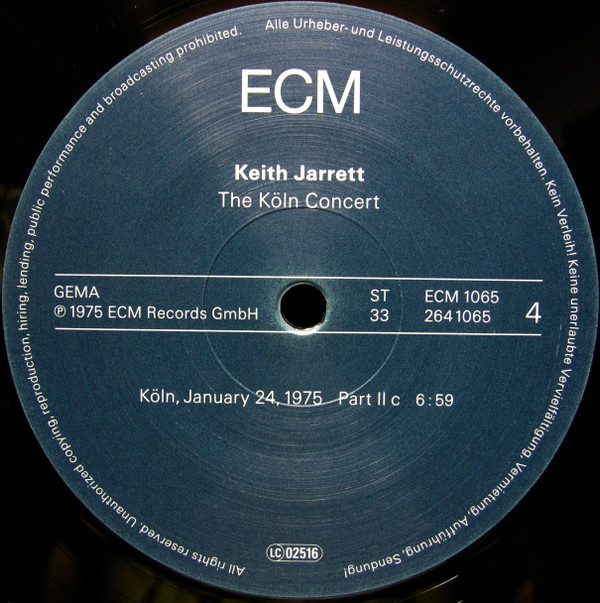 ECM
Keith Jarrett
The Köln Concert
GEMA
℗ 1975 ECM Records GmbH
ST
33
ECM 1065
264 1065
4
Köln, January 24, 1975 Part II c 6 : 59
LC 02516
Alle Urheber- und Leistungsschutzrechte vorbehalten. Kein Verleih! Keine unerlaubte Vervielfältigung, Vermietung, Aufführung, Sendung!
All rights reserved. Unauthorized copying, reproduction, hiring, lending, public performance and broadcasting prohibited.